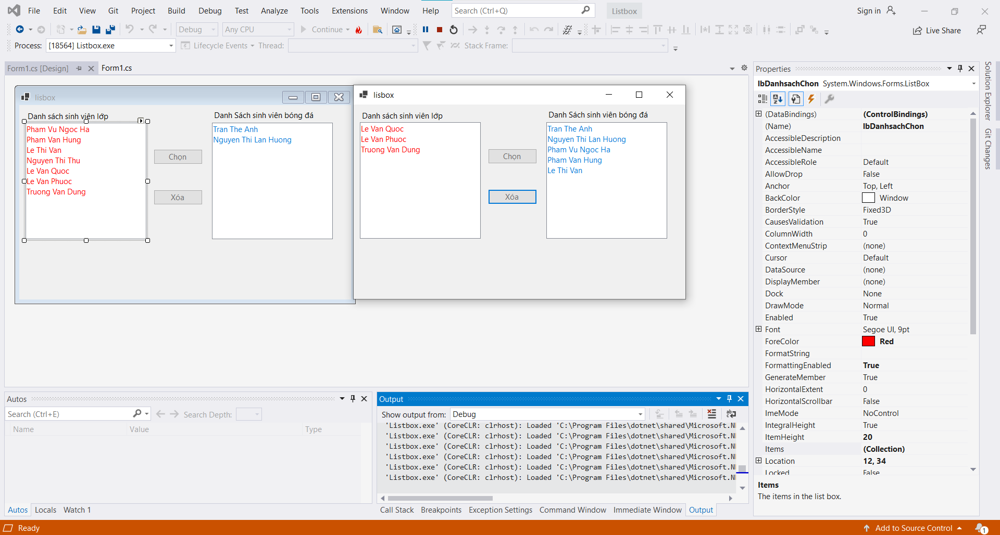 File Edit View Git Project Build Debug Test Analyze Tools Extensions Window Help Search (Ctrl+Q) Listbox Sign in
Debug Any CPU Continue Live Share
Process: [18564] Listbox.exe Lifecycle Events Thread: Stack Frame:
Form1.cs [Design] Form1.cs
lisbox
Danh sách sinh viên lớp
Danh Sách sinh viên bóng đá
Pham Vu Ngoc Ha
Pham Van Hung
Le Thi Van
Nguyen Thi Thu
Le Van Quoc
Le Van Phuoc
Truong Van Dung
Chọn
Xóa
Tran The Anh
Nguyen Thi Lan Huong
lisbox
Danh sách sinh viên lớp
Danh Sách sinh viên bóng đá
Le Van Quoc
Le Van Phuoc
Truong Van Dung
Chọn
Xóa
Tran The Anh
Nguyen Thi Lan Huong
Pham Vu Ngoc Ha
Pham Van Hung
Le Thi Van
Properties
lbDanhsachChon System.Windows.Forms.ListBox
(DataBindings) (ControlBindings)
(Name) lbDanhsachChon
AccessibleDescription
AccessibleName
AccessibleRole Default
AllowDrop False
Anchor Top, Left
BackColor Window
BorderStyle Fixed3D
CausesValidation True
ColumnWidth 0
ContextMenuStrip (none)
Cursor Default
DataSource (none)
DisplayMember (none)
Dock None
DrawMode Normal
Enabled True
Font Segoe UI, 9pt
ForeColor Red
FormatString
FormattingEnabled True
GenerateMember True
HorizontalExtent 0
HorizontalScrollbar False
ImeMode NoControl
IntegralHeight True
ItemHeight 20
Items (Collection)
Location 12, 34
Locked False
Items
The items in the list box.
Solution Explorer
Git Changes
Autos
Search (Ctrl+E) Search Depth:
Name Value Type
Autos Locals Watch 1
Output
Show output from: Debug
'Listbox.exe' (CoreCLR: clrhost): Loaded 'C:\Program Files\dotnet\shared\Microsoft.N
'Listbox.exe' (CoreCLR: clrhost): Loaded 'C:\Program Files\dotnet\shared\Microsoft.N
'Listbox.exe' (CoreCLR: clrhost): Loaded 'C:\Program Files\dotnet\shared\Microsoft.N
'Listbox.exe' (CoreCLR: clrhost): Loaded 'C:\Program Files\dotnet\shared\Microsoft.N
'Listbox.exe' (CoreCLR: clrhost): Loaded 'C:\Program Files\dotnet\shared\Microsoft.N
'Listbox.exe' (CoreCLR: clrhost): Loaded 'C:\Program Files\dotnet\shared\Microsoft.N
Call Stack Breakpoints Exception Settings Command Window Immediate Window Output
Ready Add to Source Control 1